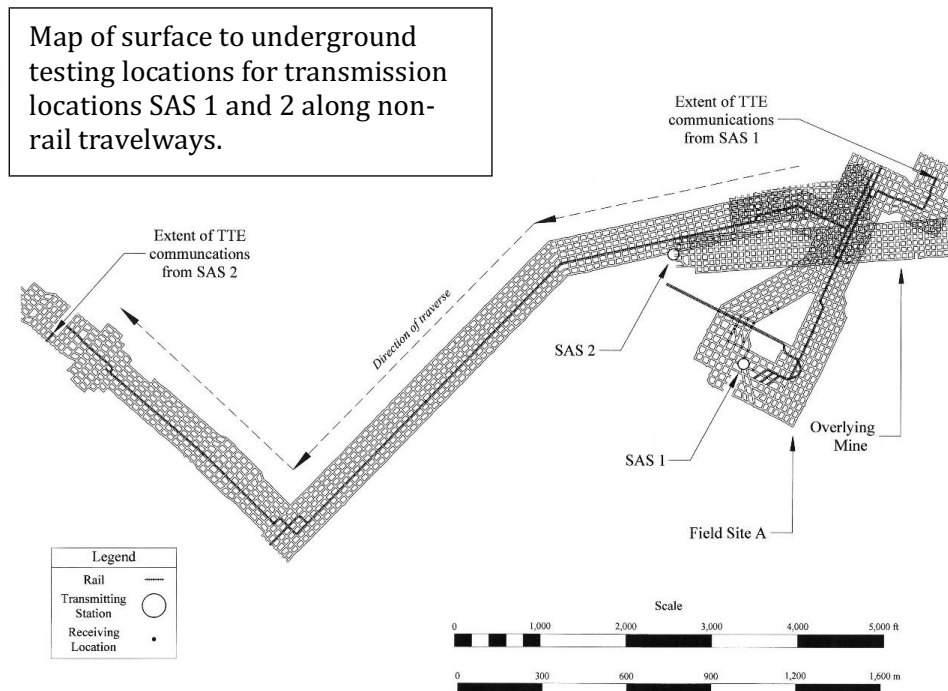 Map of surface to underground
testing locations for transmission
locations SAS 1 and 2 along non-
rail travelways.
Extent of TTE
communications
from SAS 1
Extent of TTE
communcations
from SAS 2
Direction of traverse
SAS 2
SAS 1
Overlying
Mine
Field Site A
Legend
Rail
Transmitting
Station
Receiving
Location
Scale
0 1,000 2,000 3,000 4,000 5,000 ft
0 300 600 900 1,200 1,600 m